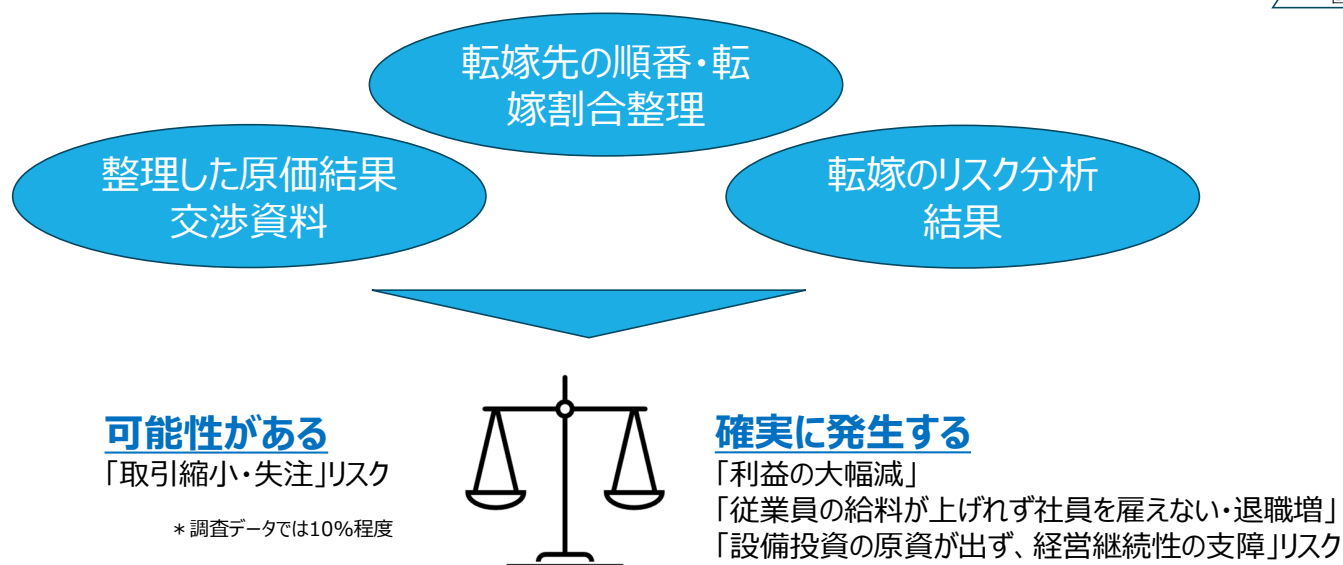 転嫁先の順番・転
嫁割合整理
整理した原価結果
交渉資料
転嫁のリスク分析
結果
可能性がある
「取引縮小・失注」リスク
＊調査データでは10%程度
確実に発生する
「利益の大幅減」
「従業員の給料が上げれず社員を雇えない・退職増」
「設備投資の原資が出ず、経営継続性の支障」リスク